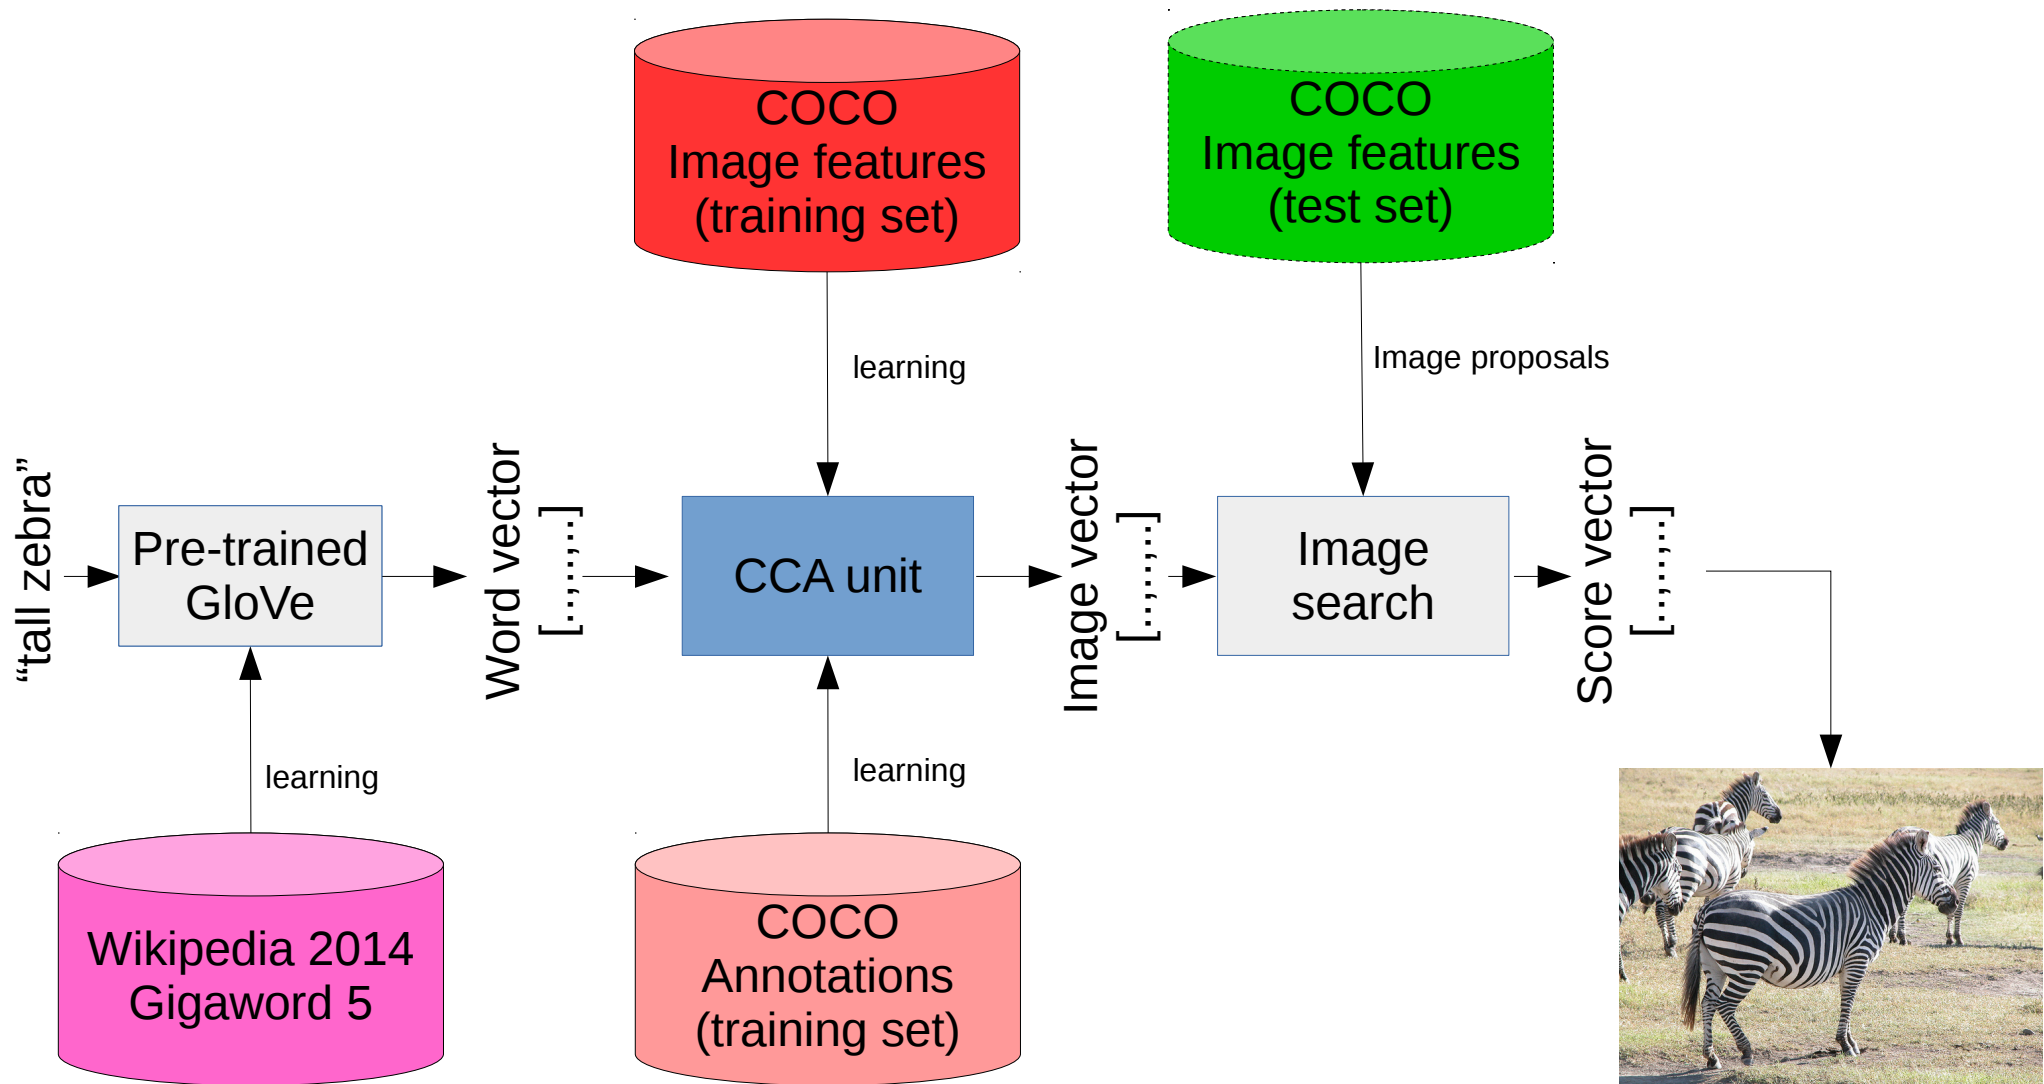 COCO
Image features
(training set)
COCO
Image features
(test set)
learning
Image proposals
“tall zebra”
Pre-trained
GloVe
Word vector
[..,..,..]
CCA unit
Image vector
[..,..,..]
Image
search
Score vector
[..,..,..]
learning
learning
Wikipedia 2014
Gigaword 5
COCO
Annotations
(training set)